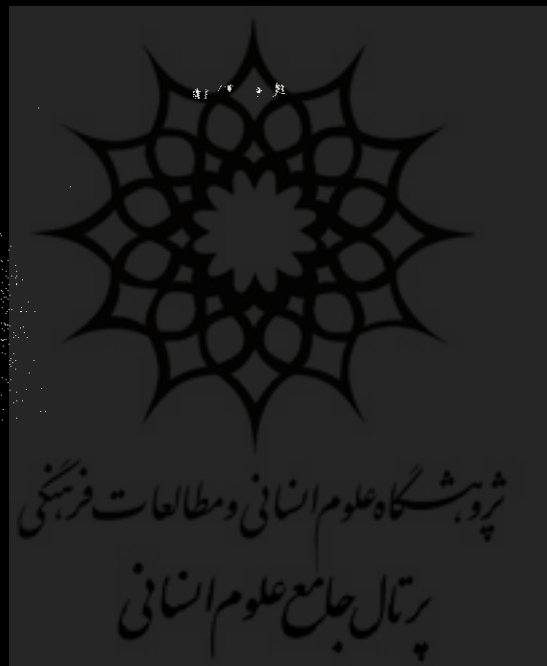 پژوهشگاه علوم انسانی و مطالعات فرهنگی
پرتال جامع علوم انسانی